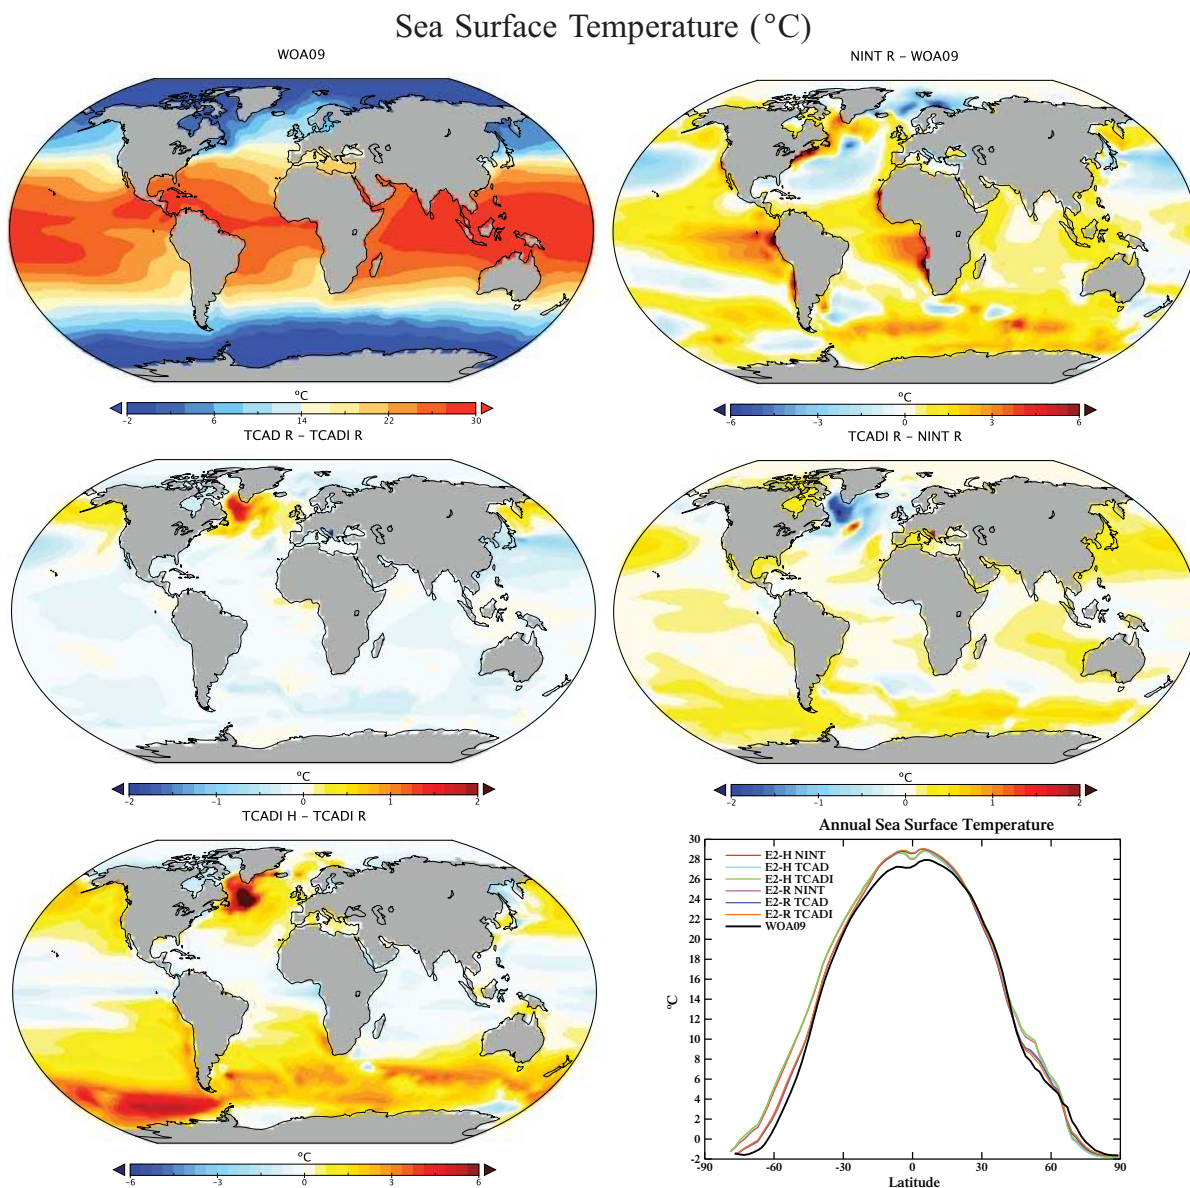 Sea Surface Temperature (°C)
WOA09
NINT R – WOA09
°C
-2 6 14 22 30
°C
-6 -3 0 3 6
TCAD R – TCADI R
TCADI R – NINT R
°C
-2 -1 0 1 2
°C
-2 -1 0 1 2
TCADI H – TCADI R
°C
-6 -3 0 3 6
Annual Sea Surface Temperature
E2-H NINT
E2-H TCAD
E2-H TCADI
E2-R NINT
E2-R TCAD
E2-R TCADI
WOA09
°C
30
28
26
24
22
20
18
16
14
12
10
8
6
4
2
0
-2
-90 -60 -30 0 30 60 90
Latitude